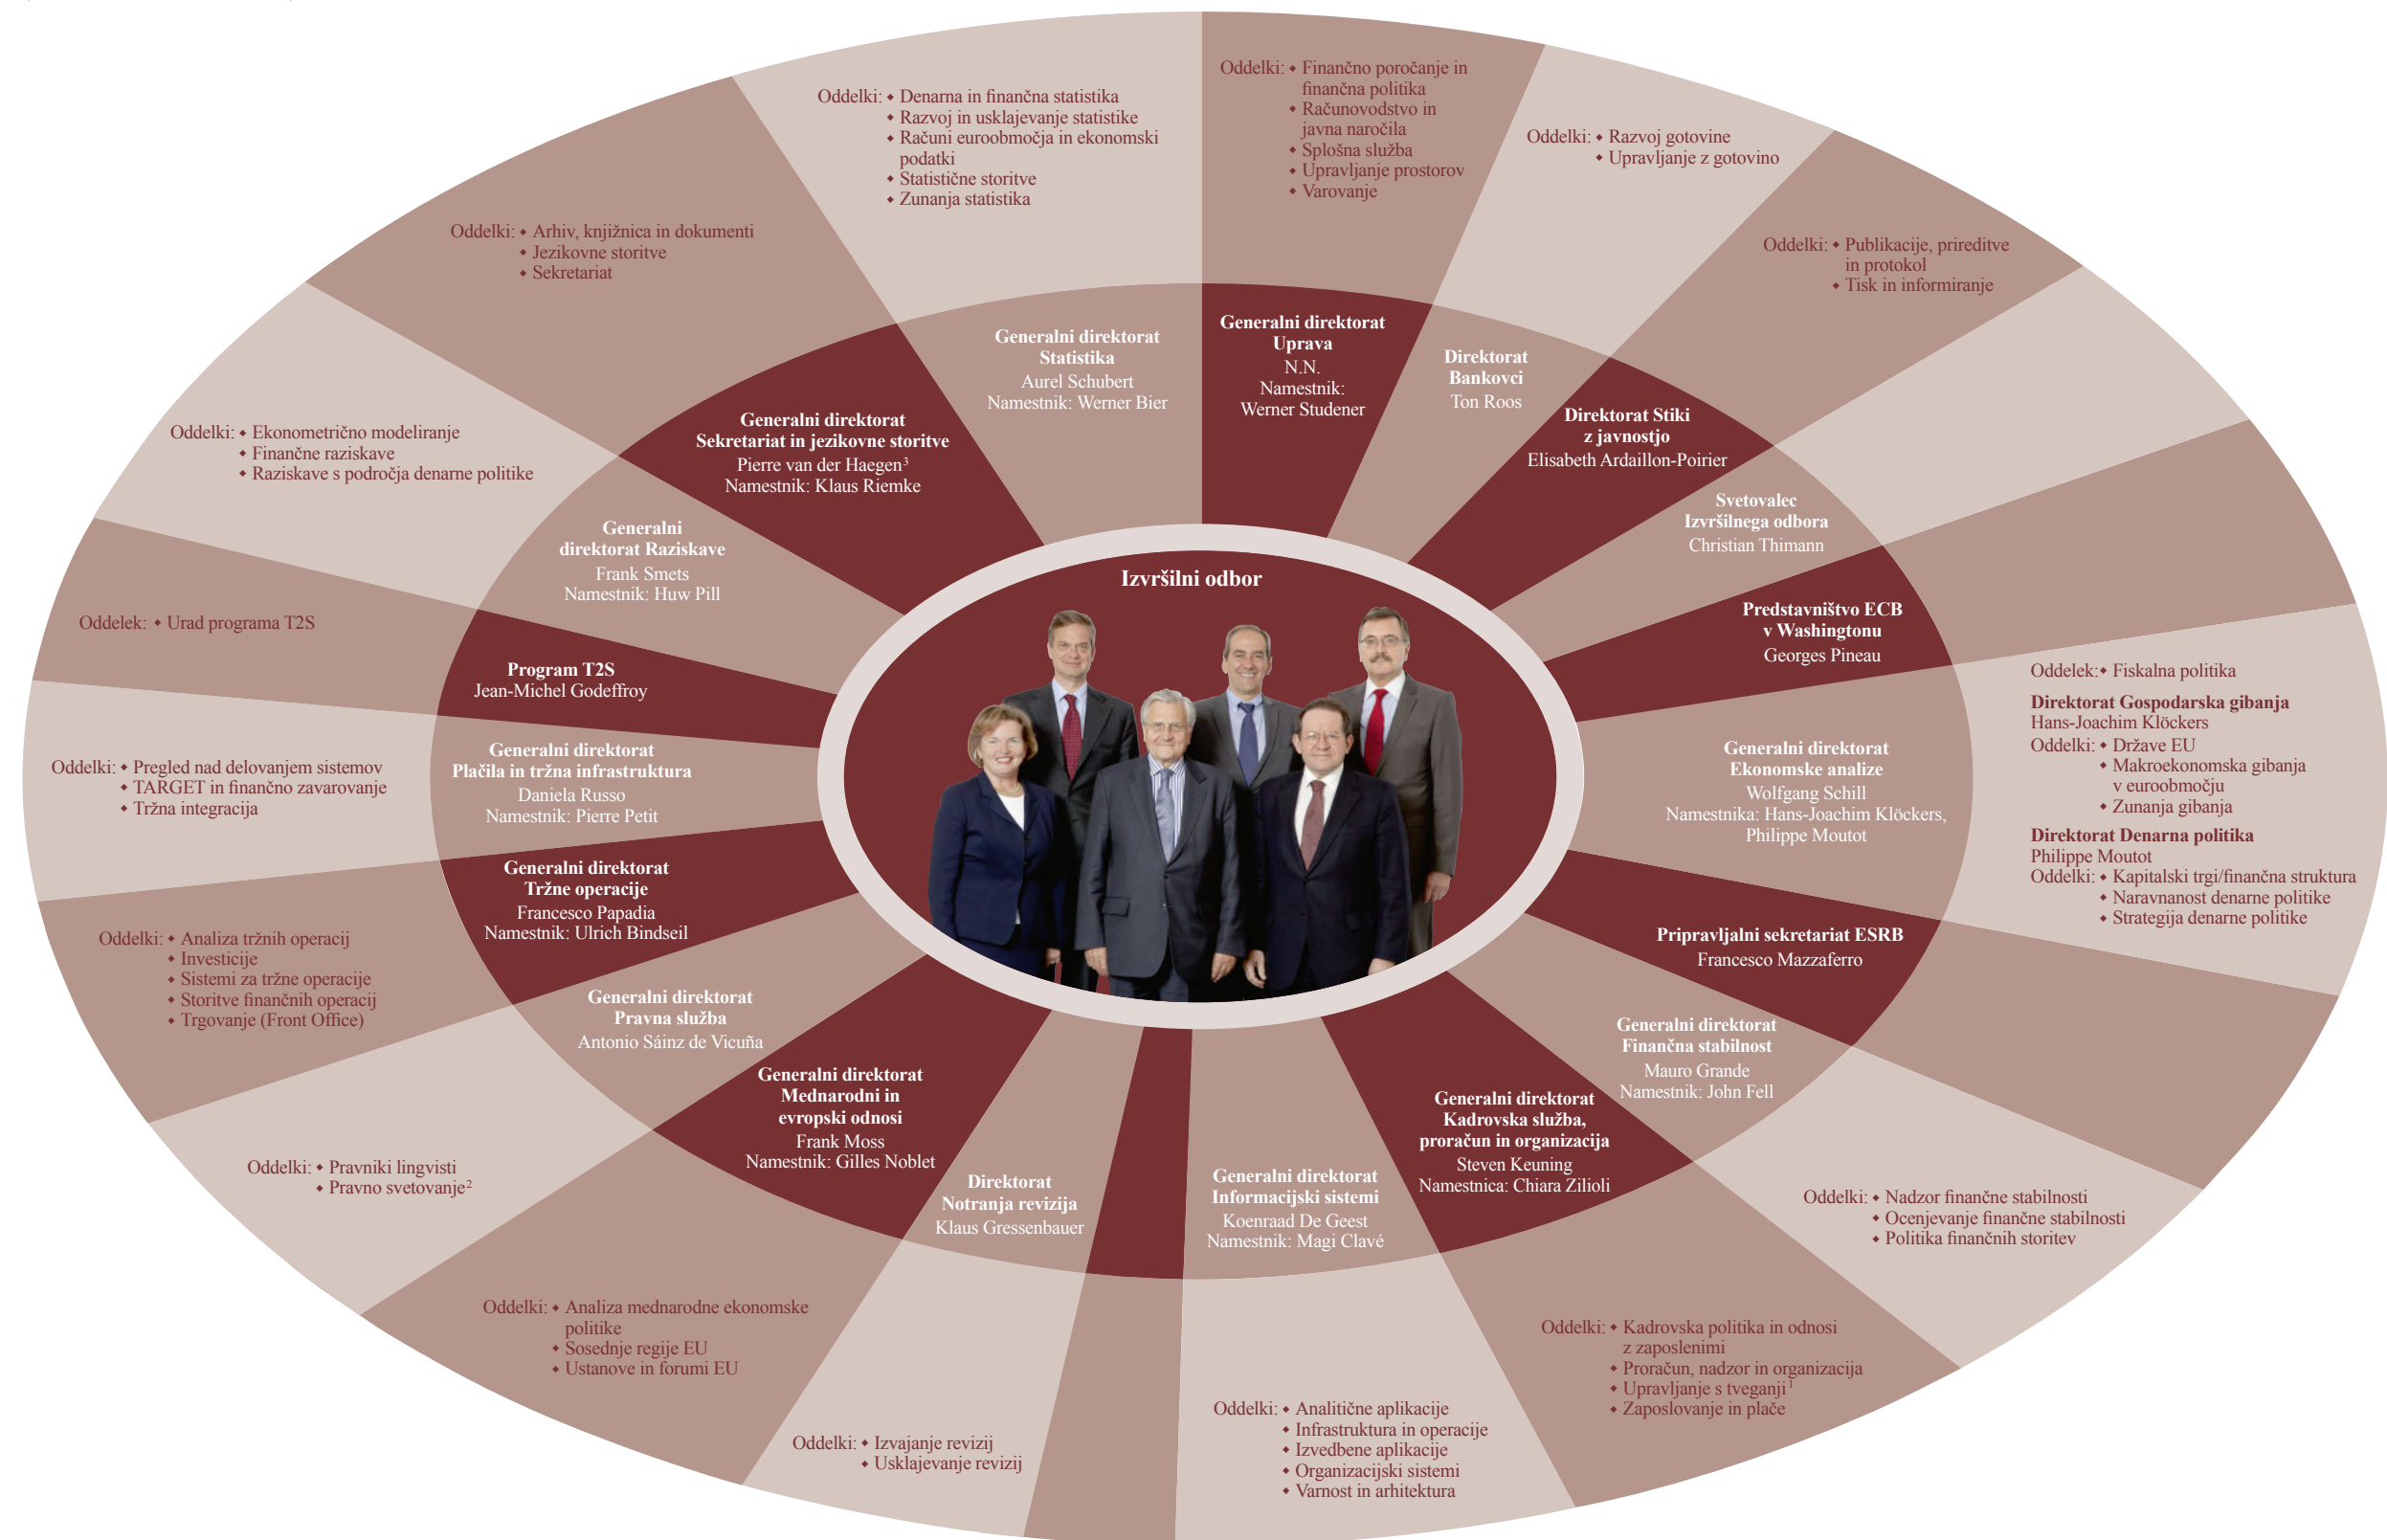 Izvršilni odbor
Generalni direktorat
Uprava
N.N.
Namestnik:
Werner Studener
Oddelki: ◆ Finančno poročanje in
finančna politika
◆ Računovodstvo in
javna naročila
◆ Splošna služba
◆ Upravljanje prostorov
◆ Varovanje
Direktorat
Bankovci
Ton Roos
Oddelki: ◆ Razvoj gotovine
◆ Upravljanje z gotovino
Direktorat Stiki
z javnostjo
Elisabeth Ardaillon-Poirier
Oddelki: ◆ Publikacije, prireditve
in protokol
◆ Tisk in informiranje
Svetovalec
Izvršilnega odbora
Christian Thimann
Predstavništvo ECB
v Washingtonu
Georges Pineau
Generalni direktorat
Ekonomske analize
Wolfgang Schill
Namestnika: Hans-Joachim Klöckers,
Philippe Moutot
Oddelek: ◆ Fiskalna politika
Direktorat Gospodarska gibanja
Hans-Joachim Klöckers
Oddelki: ◆ Države EU
◆ Makroekonomska gibanja
v euroobmočju
◆ Zunanja gibanja
Direktorat Denarna politika
Philippe Moutot
Oddelki: ◆ Kapitalski trgi/finančna struktura
◆ Naravnanost denarne politike
◆ Strategija denarne politike
Pripravljalni sekretariat ESRB
Francesco Mazzaferro
Generalni direktorat
Finančna stabilnost
Mauro Grande
Namestnik: John Fell
Oddelki: ◆ Nadzor finančne stabilnosti
◆ Ocenjevanje finančne stabilnosti
◆ Politika finančnih storitev
Generalni direktorat
Kadrovska služba,
proračun in organizacija
Steven Keuning
Namestnica: Chiara Zilioli
Oddelki: ◆ Kadrovska politika in odnosi
z zaposlenimi
◆ Proračun, nadzor in organizacija
◆ Upravljanje s tveganji¹
◆ Zaposlovanje in plače
Generalni direktorat
Informacijski sistemi
Koenraad De Geest
Namestnik: Magi Clavé
Oddelki: ◆ Analitične aplikacije
◆ Infrastruktura in operacije
◆ Izvedbene aplikacije
◆ Organizacijski sistemi
◆ Varnost in arhitektura
Direktorat
Notranja revizija
Klaus Gressenbauer
Oddelki: ◆ Izvajanje revizij
◆ Usklajevanje revizij
Generalni direktorat
Mednarodni in
evropski odnosi
Frank Moss
Namestnik: Gilles Noblet
Oddelki: ◆ Analiza mednarodne ekonomske
politike
◆ Sosednje regije EU
◆ Ustanove in forumi EU
Generalni direktorat
Pravna služba
Antonio Sáinz de Vicuña
Oddelki: ◆ Pravniki lingvisti
◆ Pravno svetovanje²
Generalni direktorat
Tržne operacije
Francesco Papadia
Namestnik: Ulrich Bindseil
Oddelki: ◆ Analiza tržnih operacij
◆ Investicije
◆ Sistemi za tržne operacije
◆ Storitve finančnih operacij
◆ Trgovanje (Front Office)
Generalni direktorat
Plačila in tržna infrastruktura
Daniela Russo
Namestnik: Pierre Petit
Oddelki: ◆ Pregled nad delovanjem sistemov
◆ TARGET in finančno zavarovanje
◆ Tržna integracija
Program T2S
Jean-Michel Godeffroy
Oddelek: ◆ Urad programa T2S
Generalni
direktorat Raziskave
Frank Smets
Namestnik: Huw Pill
Oddelki: ◆ Ekonometrično modeliranje
◆ Finančne raziskave
◆ Raziskave s področja denarne politike
Generalni direktorat
Sekretariat in jezikovne storitve
Pierre van der Haegen³
Namestnik: Klaus Riemke
Oddelki: ◆ Arhiv, knjižnica in dokumenti
◆ Jezikovne storitve
◆ Sekretariat
Generalni direktorat
Statistika
Aurel Schubert
Namestnik: Werner Bier
Oddelki: ◆ Denarna in finančna statistika
◆ Razvoj in usklajevanje statistike
◆ Računi euroobmočja in ekonomski
podatki
◆ Statistične storitve
◆ Zunanja statistika